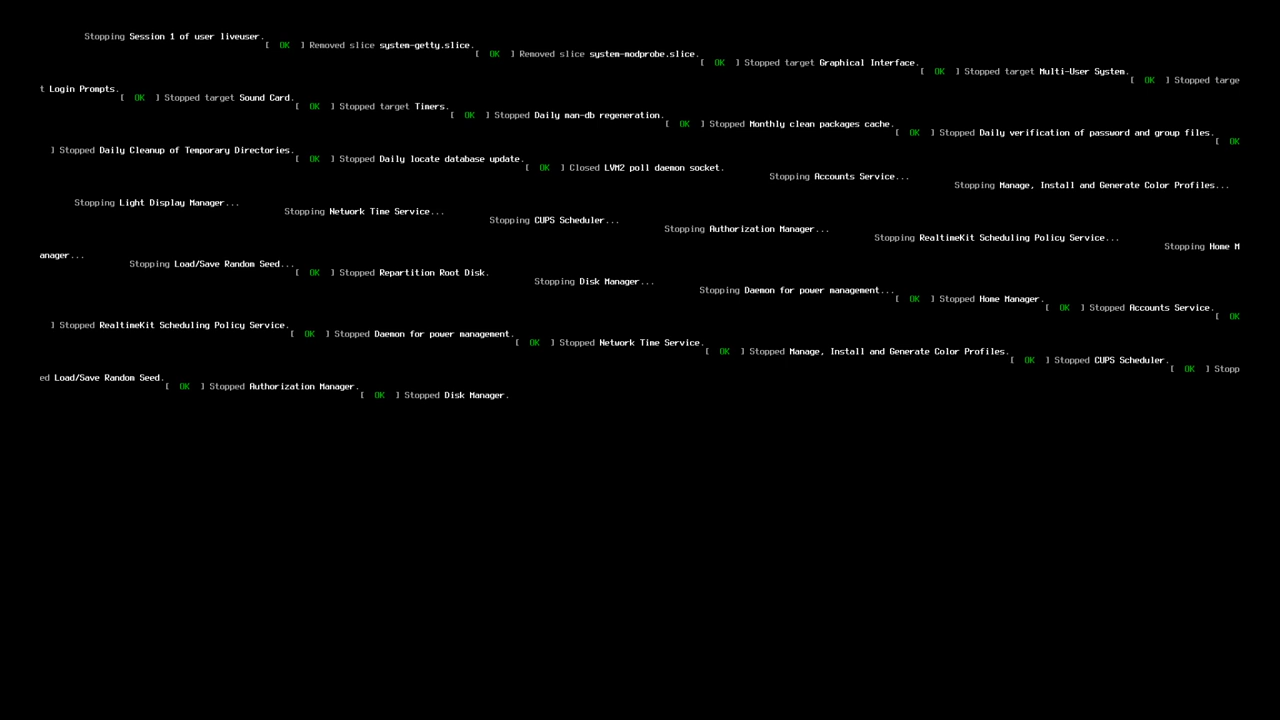 Stopping Session 1 of user liveuser.
[  OK  ] Removed slice system-getty.slice.
[  OK  ] Removed slice system-modprobe.slice.
[  OK  ] Stopped target Graphical Interface.
[  OK  ] Stopped target Multi-User System.
[  OK  ] Stopped targe
t Login Prompts.
[  OK  ] Stopped target Sound Card.
[  OK  ] Stopped target Timers.
[  OK  ] Stopped Daily man-db regeneration.
[  OK  ] Stopped Monthly clean packages cache.
[  OK  ] Stopped Daily verification of password and group files.
[  OK
] Stopped Daily Cleanup of Temporary Directories.
[  OK  ] Stopped Daily locate database update.
[  OK  ] Closed LVM2 poll daemon socket.
Stopping Accounts Service...
Stopping Manage, Install and Generate Color Profiles...
Stopping Light Display Manager...
Stopping Network Time Service...
Stopping CUPS Scheduler...
Stopping Authorization Manager...
Stopping RealtimeKit Scheduling Policy Service...
Stopping Home M
anager...
Stopping Load/Save Random Seed...
[  OK  ] Stopped Repartition Root Disk.
Stopping Disk Manager...
Stopping Daemon for power management...
[  OK  ] Stopped Home Manager.
[  OK  ] Stopped Accounts Service.
[  OK
] Stopped RealtimeKit Scheduling Policy Service.
[  OK  ] Stopped Daemon for power management.
[  OK  ] Stopped Network Time Service.
[  OK  ] Stopped Manage, Install and Generate Color Profiles.
[  OK  ] Stopped CUPS Scheduler.
[  OK  ] Stopp
ed Load/Save Random Seed.
[  OK  ] Stopped Authorization Manager.
[  OK  ] Stopped Disk Manager.